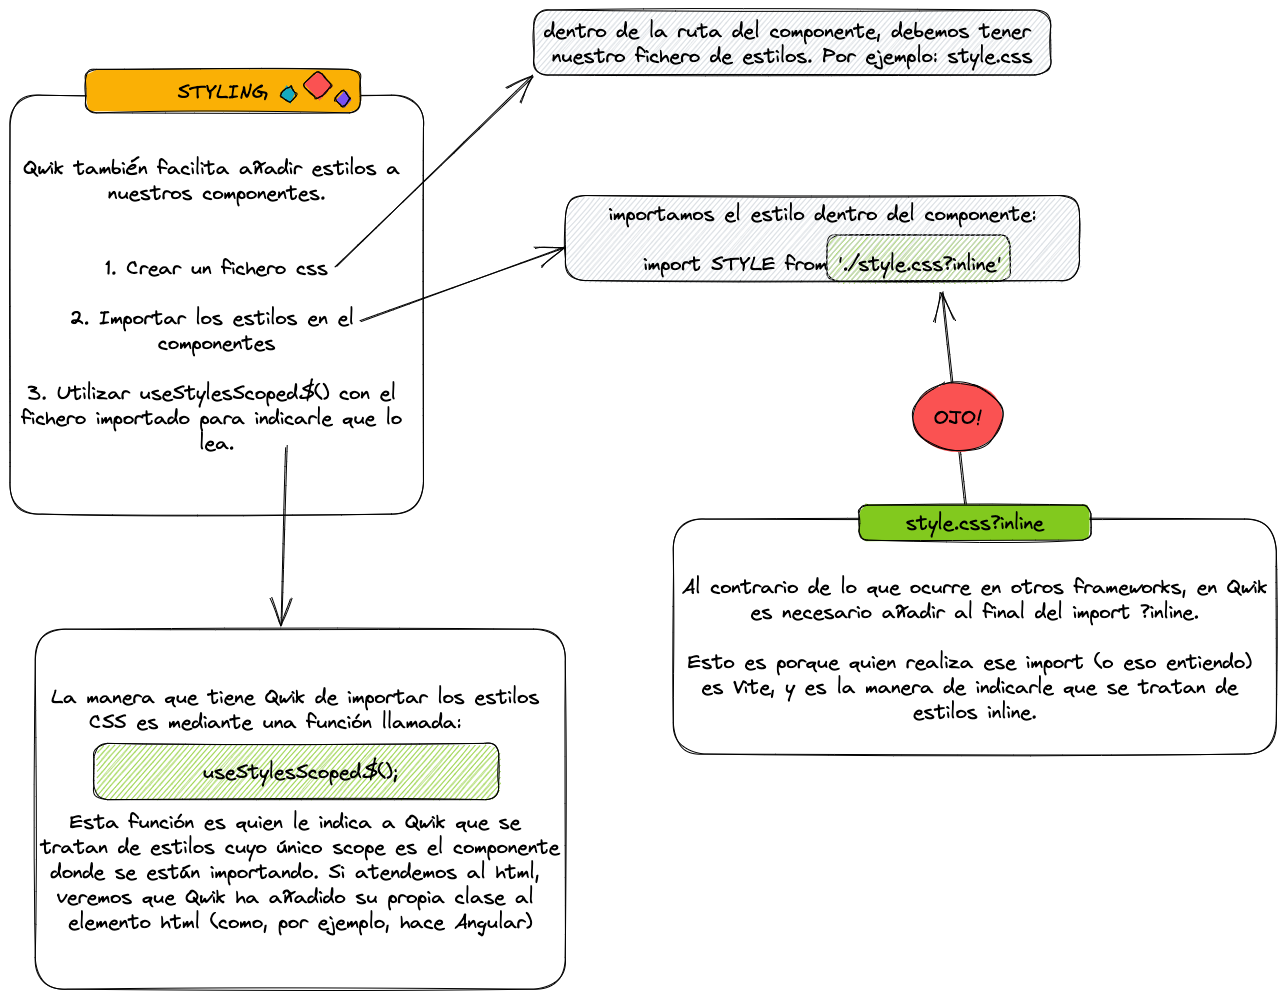 STYLING
Qwik también facilita añadir estilos a
nuestros componentes.
1. Crear un fichero css
2. Importar los estilos en el
componentes
3. Utilizar useStylesScoped$() con el
fichero importado para indicarle que lo
lea.
dentro de la ruta del componente, debemos tener
nuestro fichero de estilos. Por ejemplo: style.css
importamos el estilo dentro del componente:
import STYLE from './style.css?inline'
OJO!
style.css?inline
Al contrario de lo que ocurre en otros frameworks, en Qwik
es necesario añadir al final del import ?inline.
Esto es porque quien realiza ese import (o eso entiendo)
es Vite, y es la manera de indicarle que se tratan de
estilos inline.
La manera que tiene Qwik de importar los estilos
CSS es mediante una función llamada:
useStylesScoped$();
Esta función es quien le indica a Qwik que se
tratan de estilos cuyo único scope es el componente
donde se están importando. Si atendemos al html,
veremos que Qwik ha añadido su propia clase al
elemento html (como, por ejemplo, hace Angular)